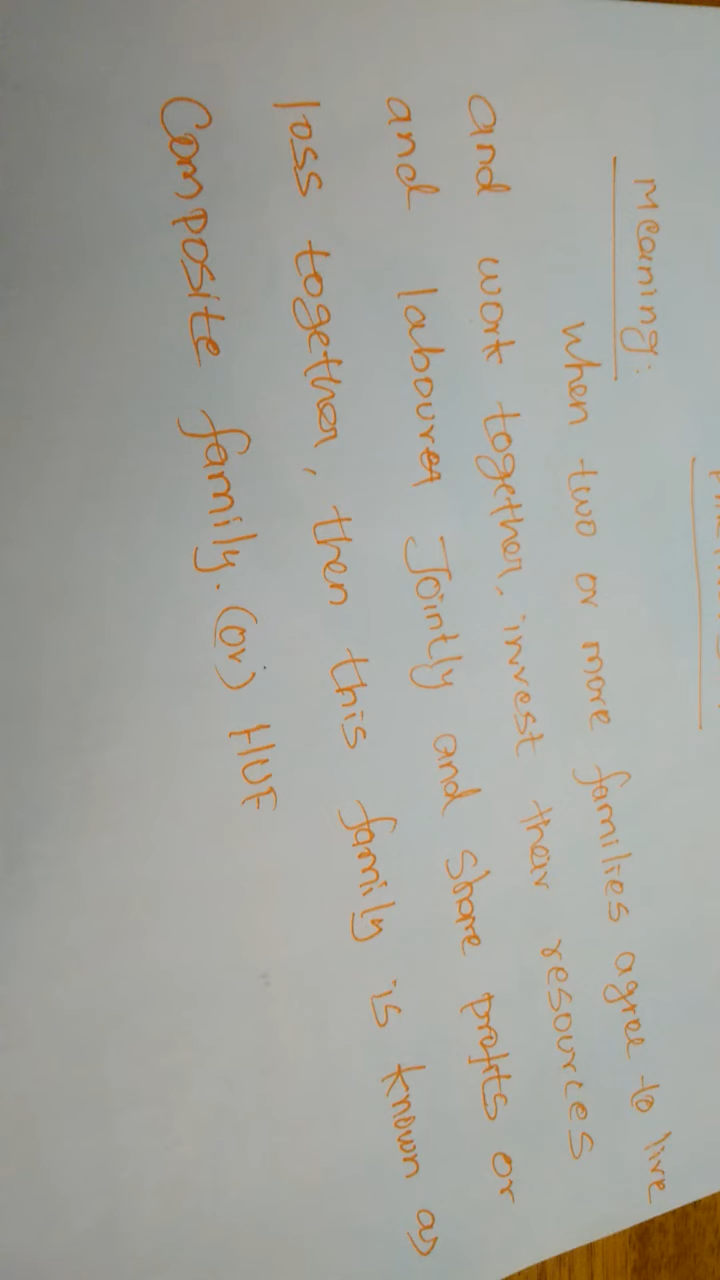 Meaning:
when two or more families agree to live
and work together, invest their resources
and labourer Jointly and share profits or
loss together, then this family is known as
Composite family. (or) HUF